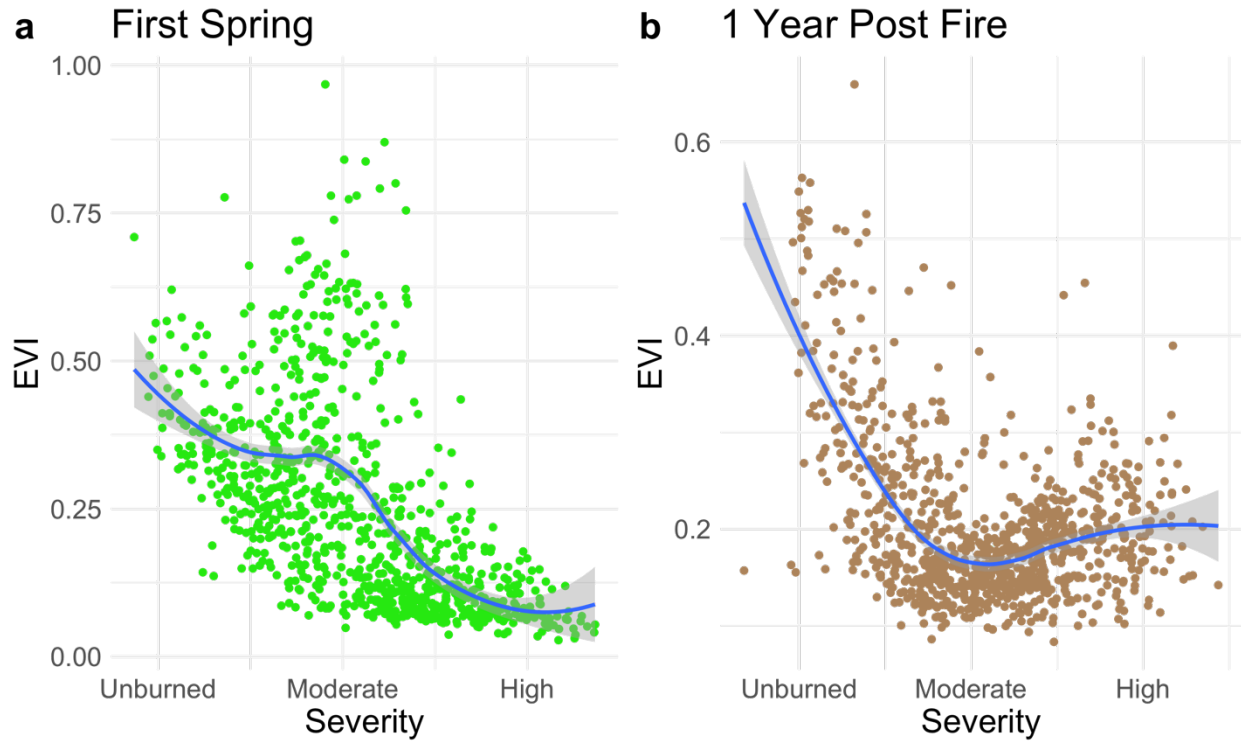 a First Spring
EVI
1.00
0.75
0.50
0.25
0.00
Unburned Moderate High
Severity
b 1 Year Post Fire
EVI
0.6
0.4
0.2
Unburned Moderate High
Severity